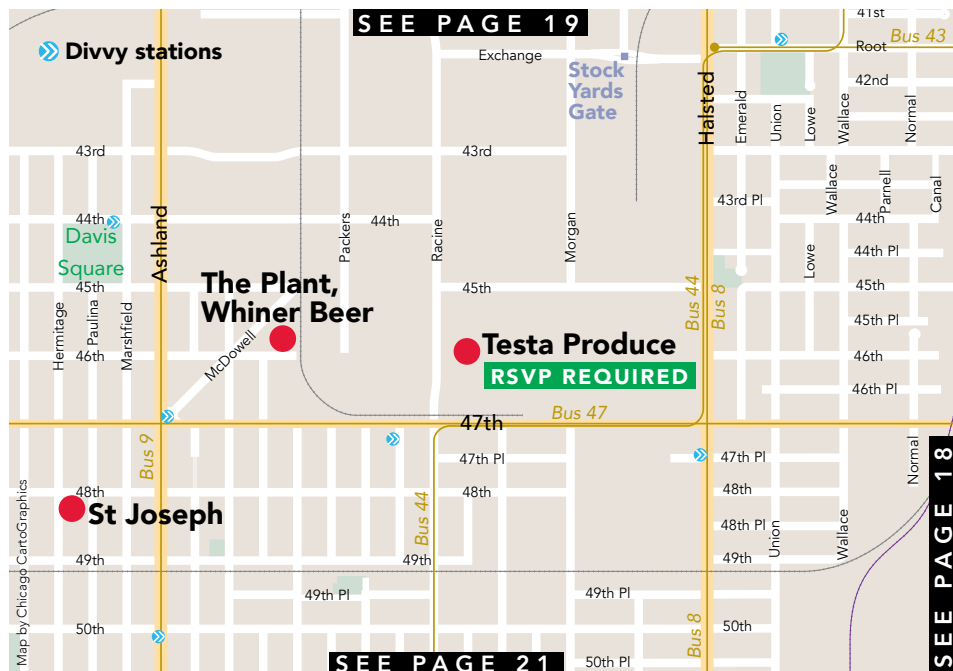 SEE PAGE 19
Divvy stations
41st
Bus 43
Root
Exchange
Stock
Yards
Gate
42nd
Halsted
Emerald
Union
Lowe
Wallace
Normal
43rd
43rd
43rd Pl
Wallace
Parnell
Canal
44th
44th
44th
Davis
Square
Ashland
Packers
Racine
Morgan
Lowe
44th Pl
45th
45th
45th
The Plant,
Whiner Beer
Bus 44
Bus 8
Hermitage
Paulina
Marshfield
45th Pl
46th
McDowell
Testa Produce
RSVP REQUIRED
46th
46th Pl
47th
Bus 47
Bus 9
47th Pl
47th Pl
Normal
48th
48th
48th
St Joseph
Bus 44
48th Pl
Union
Wallace
49th
49th
49th
49th Pl
49th Pl
50th
50th
Bus 8
50th Pl
SEE PAGE 18
SEE PAGE 21
Map by Chicago CartoGraphics